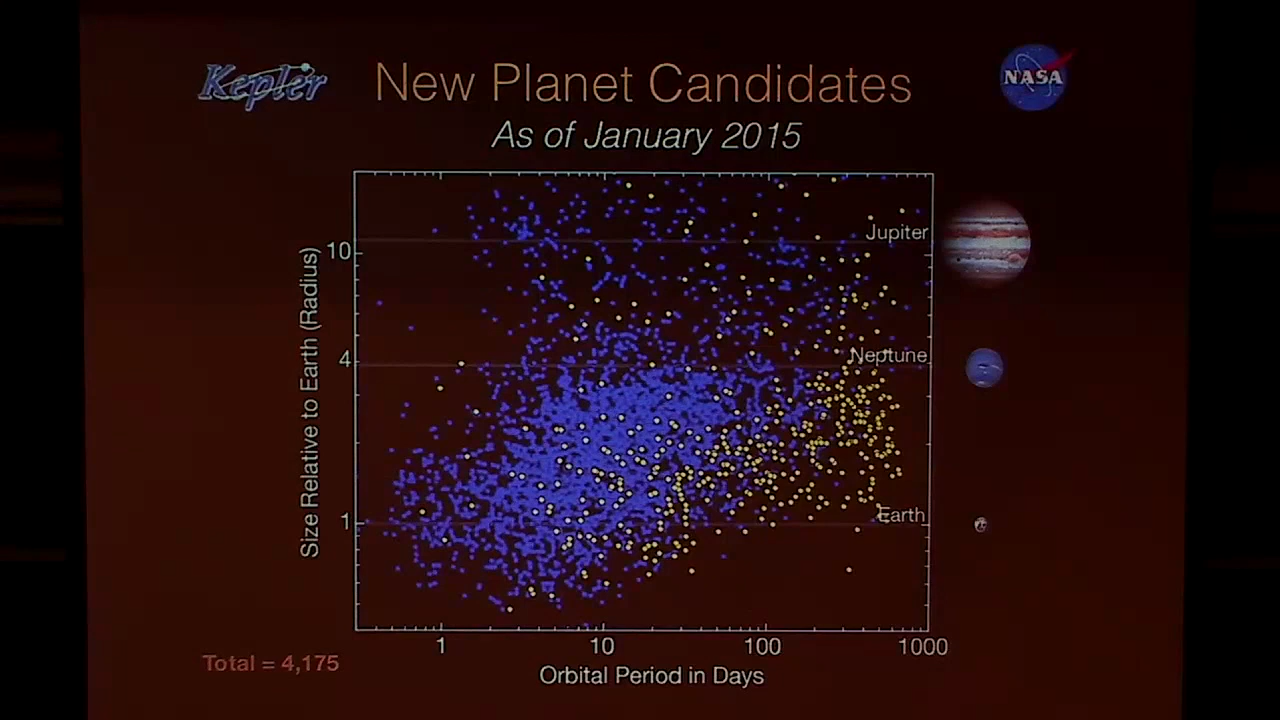 Kepler
New Planet Candidates
NASA
As of January 2015
Jupiter
10
Neptune
4
Earth
1
Size Relative to Earth (Radius)
1 10 100 1000
Orbital Period in Days
Total = 4,175